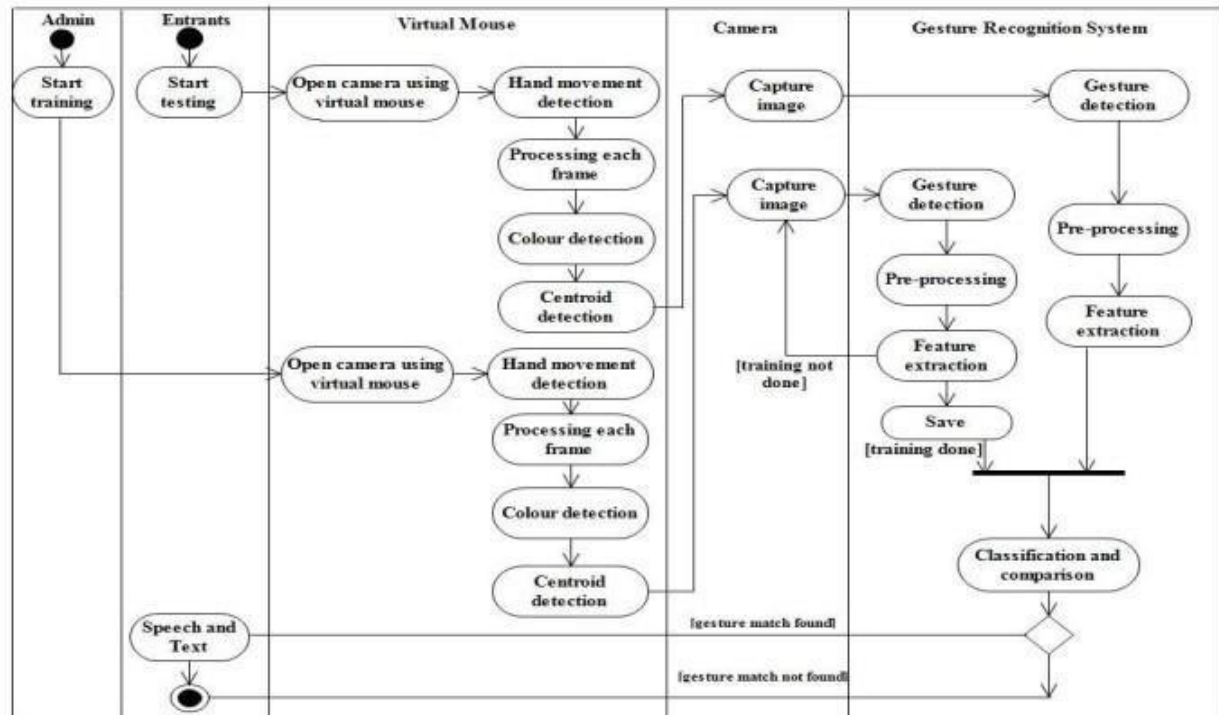 Admin
Entrants
Virtual Mouse
Camera
Gesture Recognition System
Start
training
Start
testing
Open camera using
virtual mouse
Hand movement
detection
Capture
image
Gesture
detection
Processing each
frame
Capture
image
Gesture
detection
Colour detection
Pre-processing
Pre-processing
Centroid
detection
Feature
extraction
Feature
extraction
Open camera using
virtual mouse
Hand movement
detection
[training not
done]
Processing each
frame
Save
[training done]
Colour detection
Classification and
comparison
Centroid
detection
Speech and
Text
[gesture match found]
[gesture match not found]